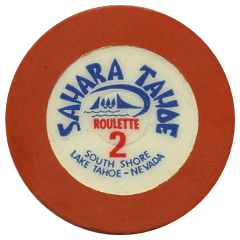 SAHARA TAHOE
ROULETTE
2
SOUTH SHORE
LAKE TAHOE - NEVADA